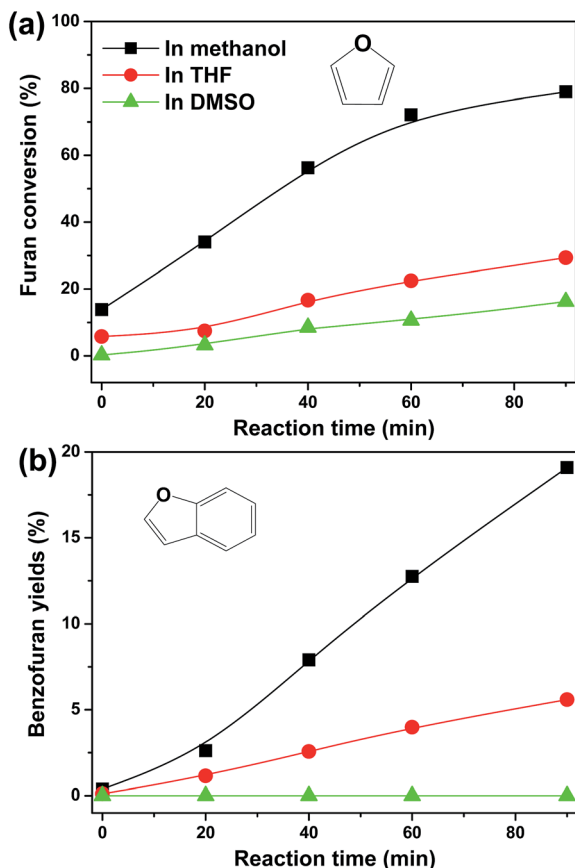 (a)
100
80
60
40
20
0
Furan conversion (%)
In methanol
In THF
In DMSO
O
0 20 40 60 80
Reaction time (min)
(b)
20
15
10
5
0
Benzofuran yields (%)
O
0 20 40 60 80
Reaction time (min)